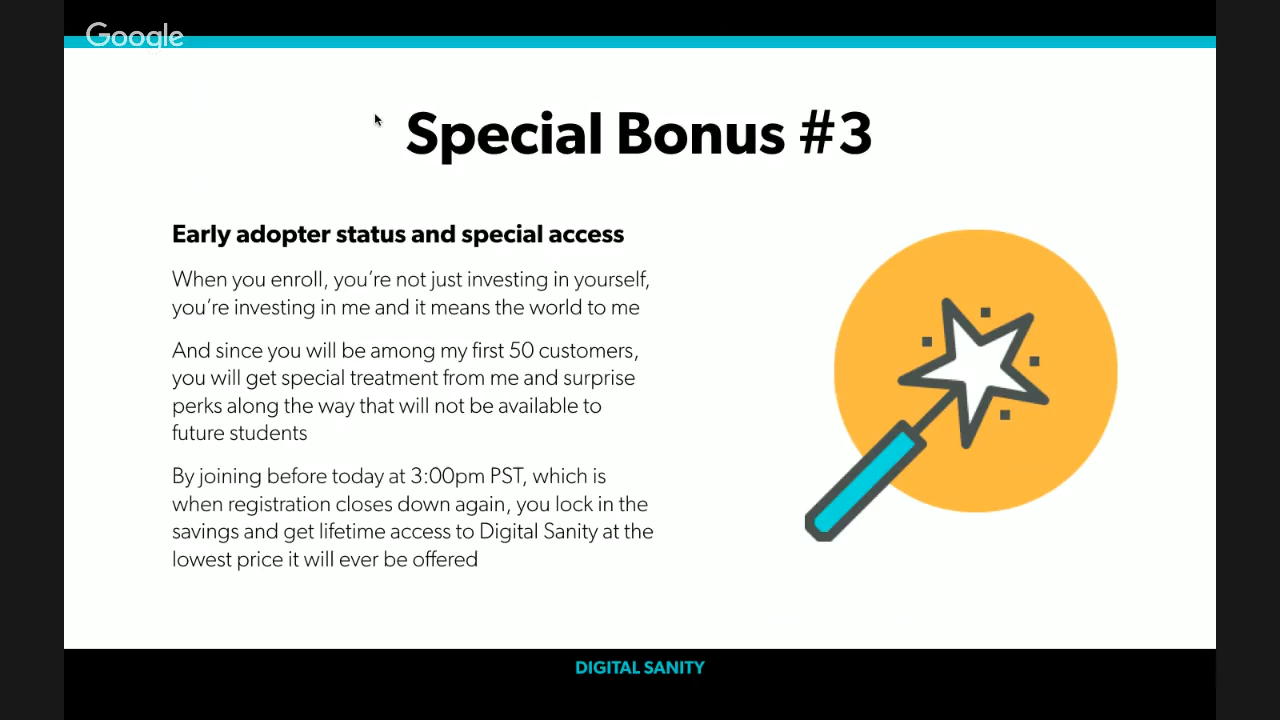 Google
Special Bonus #3
Early adopter status and special access
When you enroll, you’re not just investing in yourself,
you’re investing in me and it means the world to me
And since you will be among my first 50 customers,
you will get special treatment from me and surprise
perks along the way that will not be available to
future students
By joining before today at 3:00pm PST, which is
when registration closes down again, you lock in the
savings and get lifetime access to Digital Sanity at the
lowest price it will ever be offered
DIGITAL SANITY